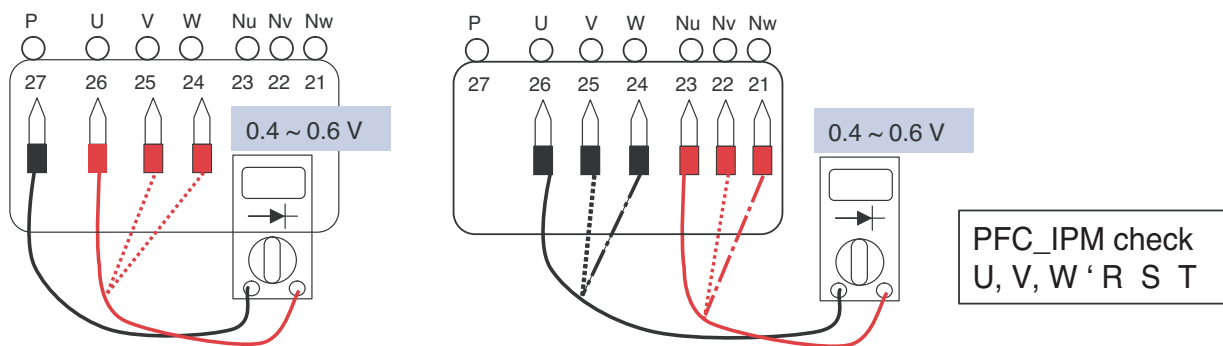 P U V W Nu Nv Nw
27 26 25 24 23 22 21
0.4 ~ 0.6 V
P U V W Nu Nv Nw
27 26 25 24 23 22 21
0.4 ~ 0.6 V
PFC_IPM check
U, V, W ‘ R S T